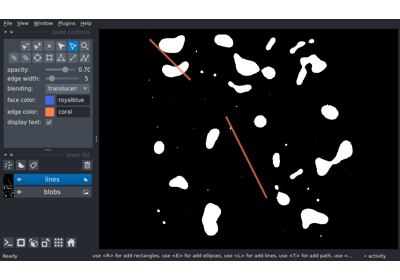 File View Window Plugins Help
layer controls
opacity: 0.70
edge width: 5
blending: translucen
face color: royalblue
edge color: coral
display text:
layer list
lines
blobs
Ready use <R> for add rectangles, use <E> for add ellipses, use <L> for add lines, use <T> for add path, use <... activity